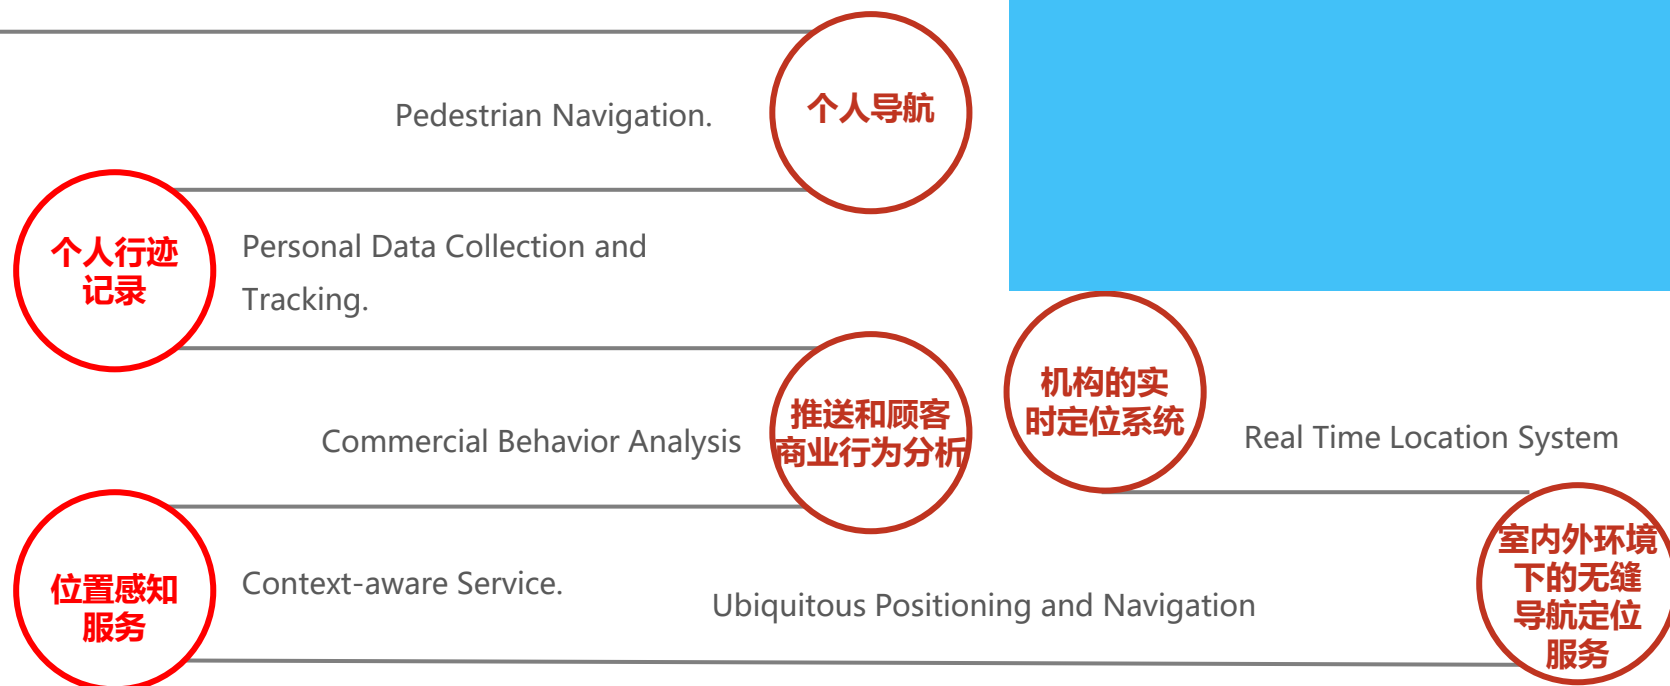 个人导航
Pedestrian Navigation.
个人行迹
记录
Personal Data Collection and
Tracking.
推送和顾客
商业行为分析
Commercial Behavior Analysis
机构的实
时定位系统
Real Time Location System
位置感知
服务
Context-aware Service.
室内外环境
下的无缝
导航定位
服务
Ubiquitous Positioning and Navigation